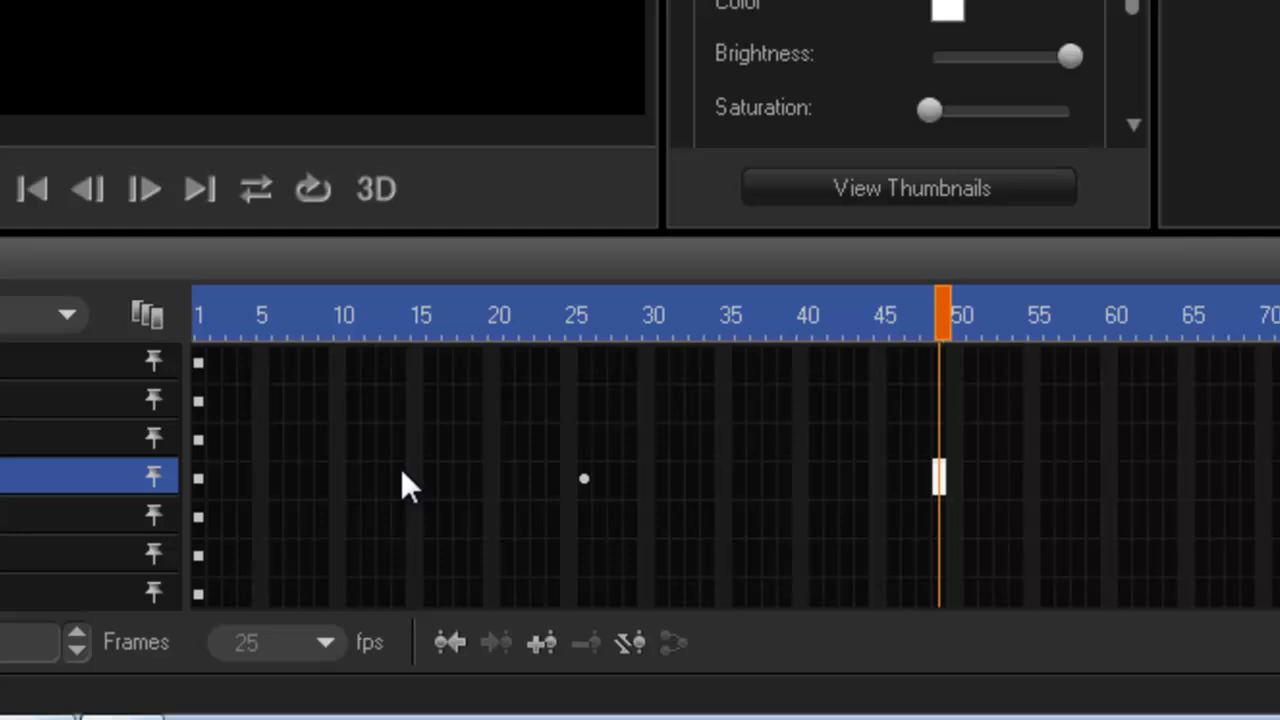 Color
Brightness:
Saturation:
3D
View Thumbnails
1 5 10 15 20 25 30 35 40 45 50 55 60 65 70
Frames 25 fps